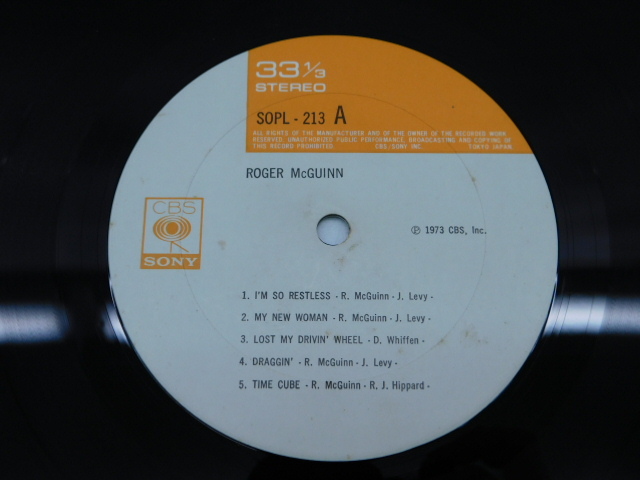 33 1/3
STEREO
SOPL - 213 A
ALL RIGHTS OF THE MANUFACTURER AND OF THE OWNER OF THE RECORDED WORK
RESERVED. UNAUTHORIZED PUBLIC PERFORMANCE, BROADCASTING AND COPYING OF
THIS RECORD PROHIBITED. CBS/SONY INC. TOKYO JAPAN
ROGER McGUINN
CBS
SONY
℗ 1973 CBS, Inc.
1. I'M SO RESTLESS - R. McGuinn - J. Levy -
2. MY NEW WOMAN - R. McGuinn - J. Levy -
3. LOST MY DRIVIN' WHEEL - D. Whiffen -
4. DRAGGIN' - R. McGuinn - J. Levy -
5. TIME CUBE - R. McGuinn - R. J. Hippard -